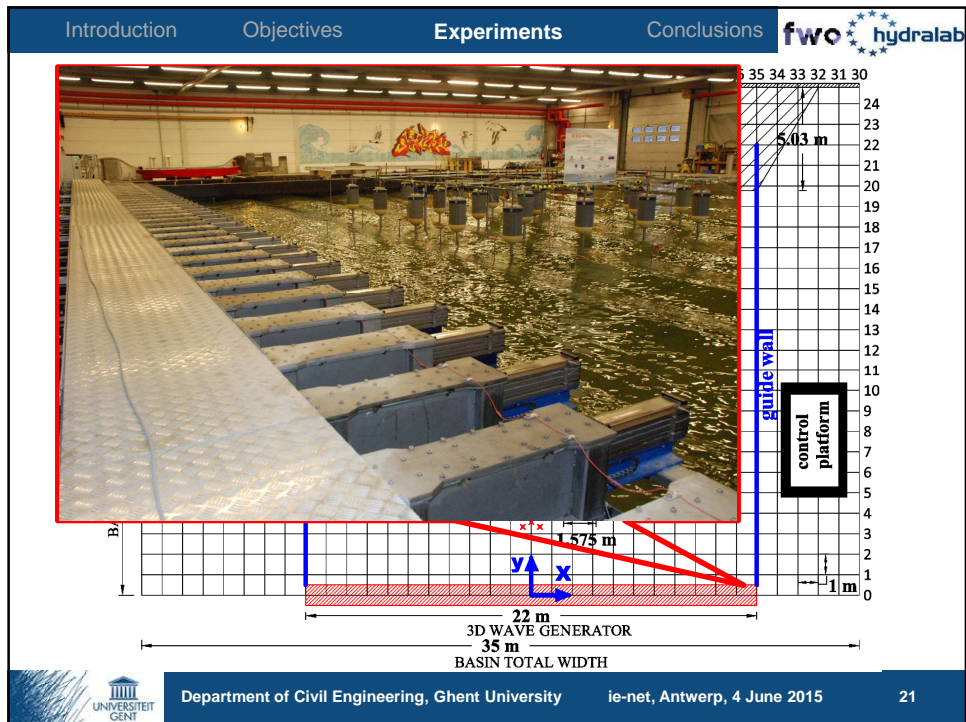 Introduction Objectives Experiments Conclusions fwo hydralab
35 34 33 32 31 30
24
23
5.03 m
22
21
20
19
18
17
16
15
14
13
12
11
10
9
8
7
6
5
4
3
2
1
0
guide wall
control
platform
BA
x x
1.575 m
y x
1 m
22 m
3D WAVE GENERATOR
35 m
BASIN TOTAL WIDTH
UNIVERSITEIT
GENT
Department of Civil Engineering, Ghent University ie-net, Antwerp, 4 June 2015 21